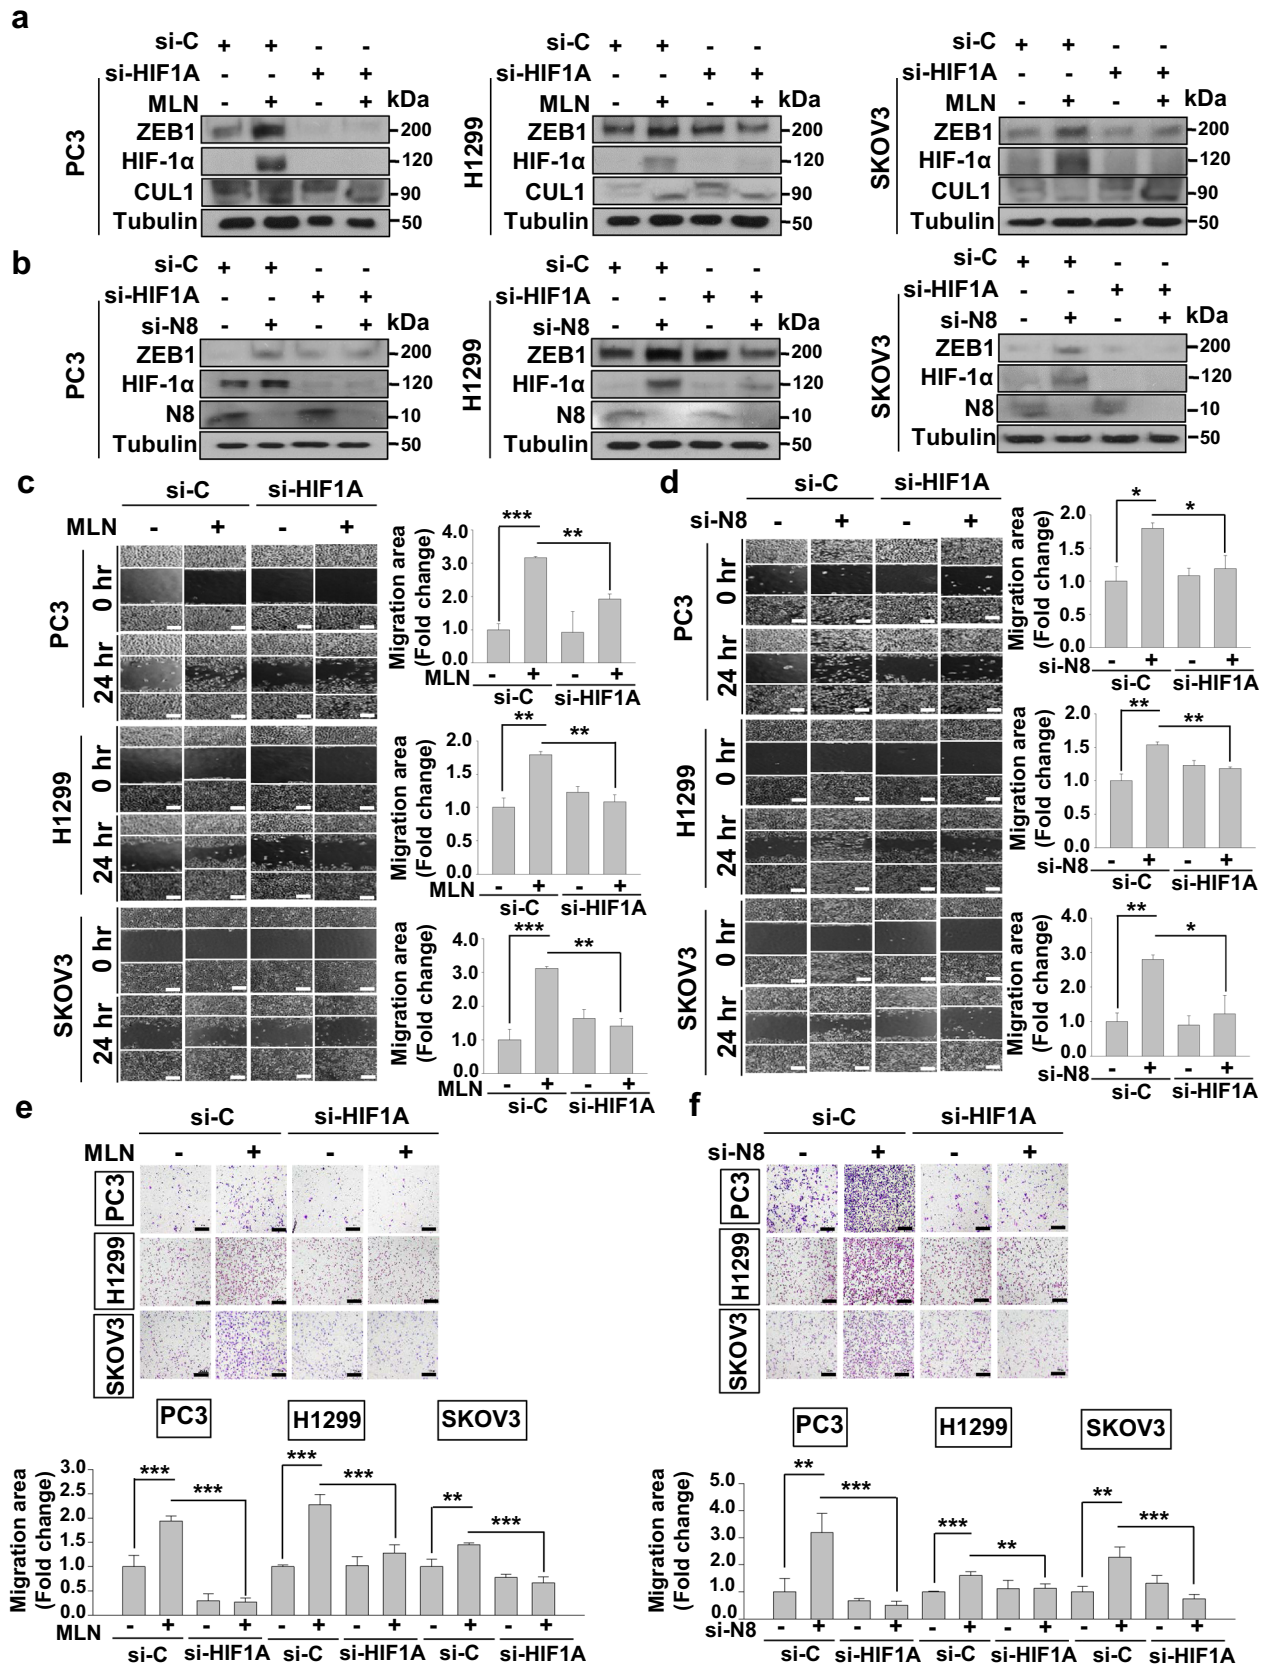 a
si-C + + - -
si-HIF1A - - + +
MLN - + - + kDa
PC3
ZEB1 200
HIF-1α 120
CUL1 90
Tubulin 50
si-C + + - -
si-HIF1A - - + +
MLN - + - + kDa
H1299
ZEB1 200
HIF-1α 120
CUL1 90
Tubulin 50
si-C + + - -
si-HIF1A - - + +
MLN - + - + kDa
SKOV3
ZEB1 200
HIF-1α 120
CUL1 90
Tubulin 50
b
si-C + + - -
si-HIF1A - - + +
si-N8 - + - + kDa
PC3
ZEB1 200
HIF-1α 120
N8 10
Tubulin 50
si-C + + - -
si-HIF1A - - + +
si-N8 - + - + kDa
H1299
ZEB1 200
HIF-1α 120
N8 10
Tubulin 50
si-C + + - -
si-HIF1A - - + +
si-N8 - + - + kDa
SKOV3
ZEB1 200
HIF-1α 120
N8 10
Tubulin 50
c
si-C si-HIF1A
MLN - + - +
PC3
0 hr
24 hr
H1299
0 hr
24 hr
SKOV3
0 hr
24 hr
Migration area
(Fold change)
4.0
3.0
2.0
1.0
0.0
*** **
MLN - + - +
si-C si-HIF1A
Migration area
(Fold change)
2.0
1.5
1.0
0.5
0.0
** **
MLN - + - +
si-C si-HIF1A
Migration area
(Fold change)
4.0
3.0
2.0
1.0
0.0
*** **
MLN - + - +
si-C si-HIF1A
d
si-C si-HIF1A
si-N8 - + - +
PC3
0 hr
24 hr
H1299
0 hr
24 hr
SKOV3
0 hr
24 hr
Migration area
(Fold change)
2.0
1.5
1.0
0.5
0.0
* *
si-N8 - + - +
si-C si-HIF1A
Migration area
(Fold change)
2.0
1.5
1.0
0.5
0.0
** **
si-N8 - + - +
si-C si-HIF1A
Migration area
(Fold change)
4.0
3.0
2.0
1.0
0.0
** *
si-N8 - + - +
si-C si-HIF1A
e
si-C si-HIF1A
MLN - + - +
PC3
H1299
SKOV3
PC3 H1299 SKOV3
Migration area
(Fold change)
3.0
2.5
2.0
1.5
1.0
0.5
0.0
*** *** *** *** ** ***
MLN - + - + - + - + - + - +
si-C si-HIF1A si-C si-HIF1A si-C si-HIF1A
f
si-C si-HIF1A
si-N8 - + - +
PC3
H1299
SKOV3
PC3 H1299 SKOV3
Migration area
(Fold change)
5.0
4.0
3.0
2.0
1.0
0.0
** *** *** ** ** ***
si-N8 - + - + - + - + - + - +
si-C si-HIF1A si-C si-HIF1A si-C si-HIF1A